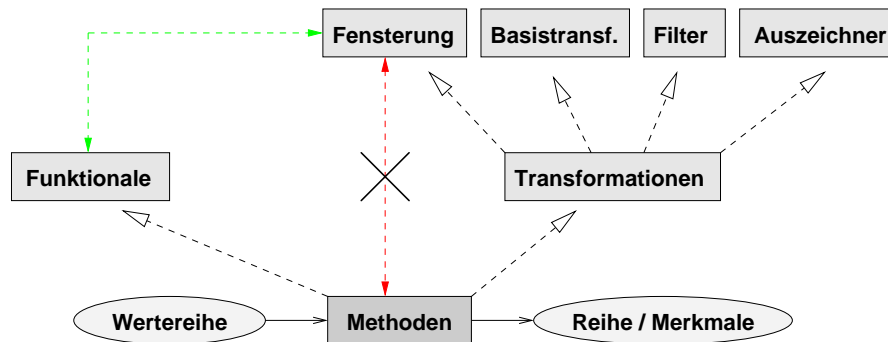 Fensterung
Basistransf.
Filter
Auszeichner
Funktionale
Transformationen
Wertereihe
Methoden
Reihe / Merkmale